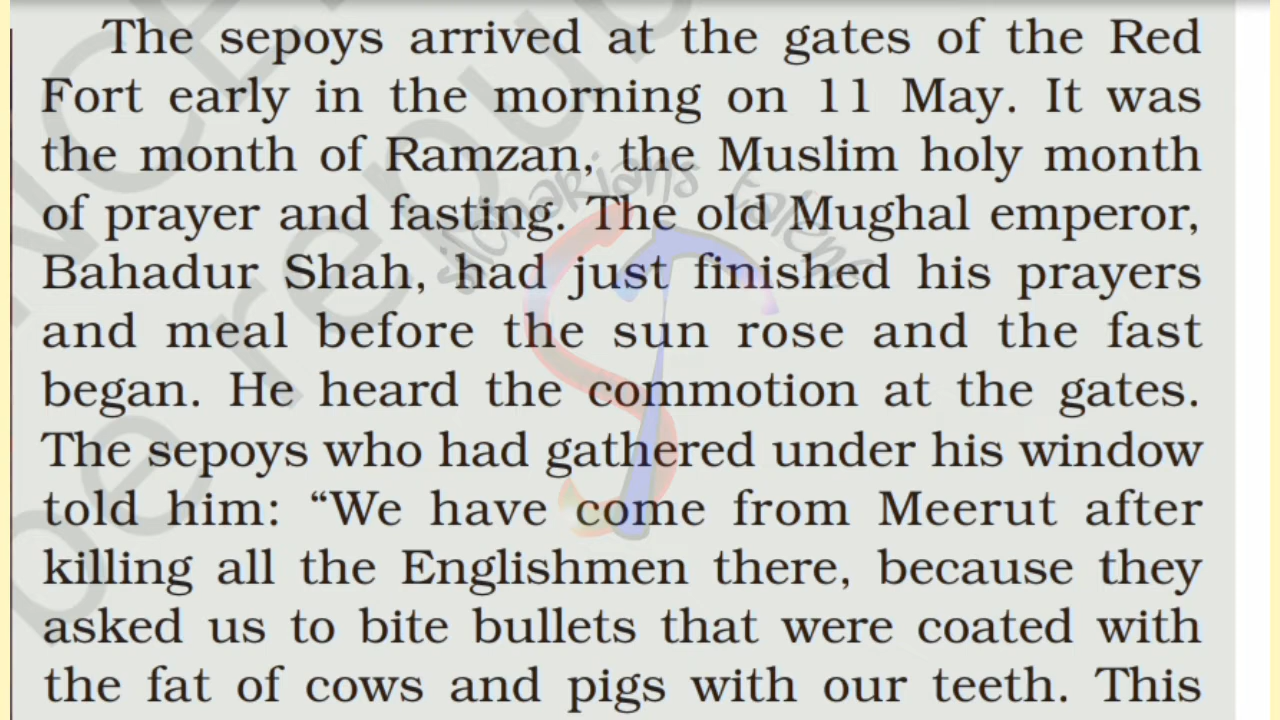 The sepoys arrived at the gates of the Red
Fort early in the morning on 11 May. It was
the month of Ramzan, the Muslim holy month
of prayer and fasting. The old Mughal emperor,
Bahadur Shah, had just finished his prayers
and meal before the sun rose and the fast
began. He heard the commotion at the gates.
The sepoys who had gathered under his window
told him: “We have come from Meerut after
killing all the Englishmen there, because they
asked us to bite bullets that were coated with
the fat of cows and pigs with our teeth. This
silcharians talent
be repub